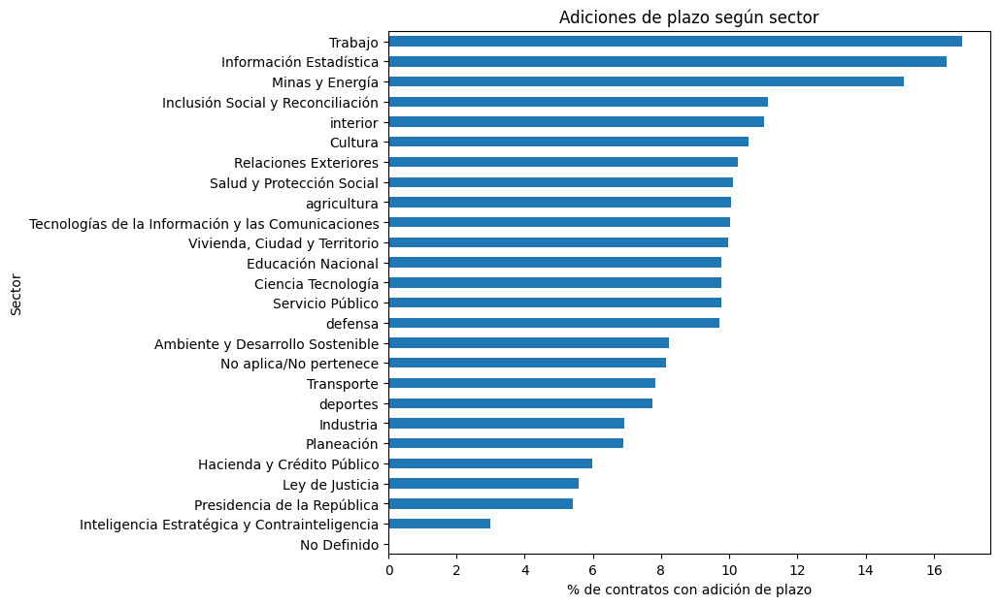 Adiciones de plazo según sector
Trabajo
Información Estadística
Minas y Energía
Inclusión Social y Reconciliación
interior
Cultura
Relaciones Exteriores
Salud y Protección Social
agricultura
Tecnologías de la Información y las Comunicaciones
Vivienda, Ciudad y Territorio
Educación Nacional
Ciencia Tecnología
Servicio Público
defensa
Ambiente y Desarrollo Sostenible
No aplica/No pertenece
Transporte
deportes
Industria
Planeación
Hacienda y Crédito Público
Ley de Justicia
Presidencia de la República
Inteligencia Estratégica y Contrainteligencia
No Definido
Sector
0 2 4 6 8 10 12 14 16
% de contratos con adición de plazo